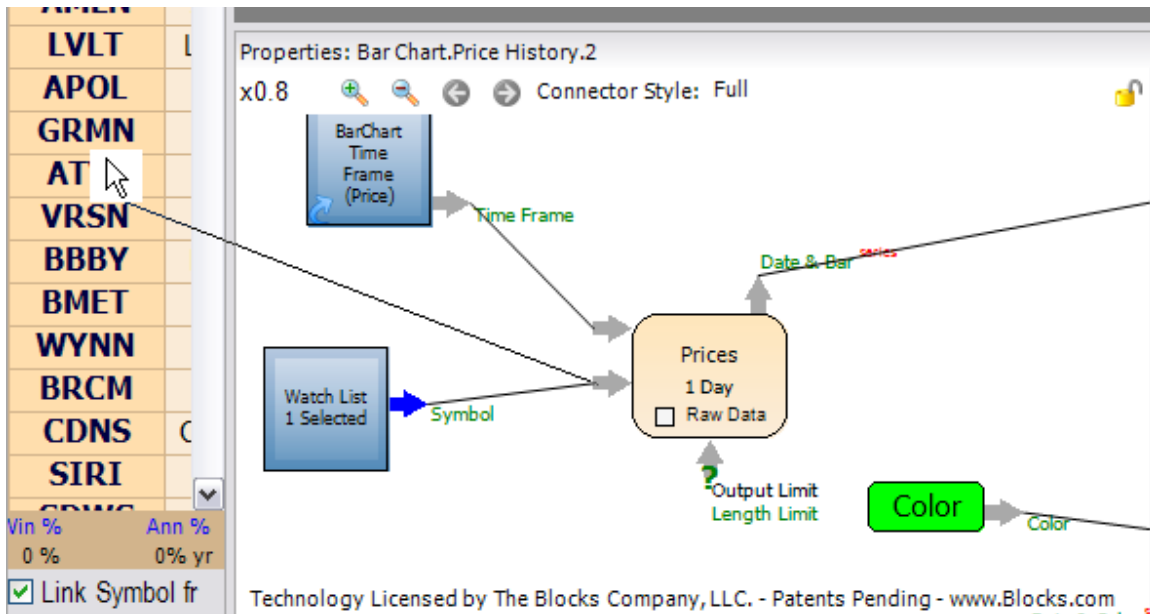 LVLT
APOL
GRMN
AT
VRSN
BBBY
BMET
WYNN
BRCM
CDNS
SIRI
Win % Ann %
0 % 0% yr
Link Symbol fr
Properties: Bar Chart.Price History.2
x0.8 Connector Style: Full
BarChart
Time
Frame
(Price)
Time Frame
Date & Bar series
Prices
1 Day
Raw Data
Watch List
1 Selected
Symbol
?
Output Limit
Length Limit
Color
Color
Technology Licensed by The Blocks Company, LLC. - Patents Pending - www.Blocks.com